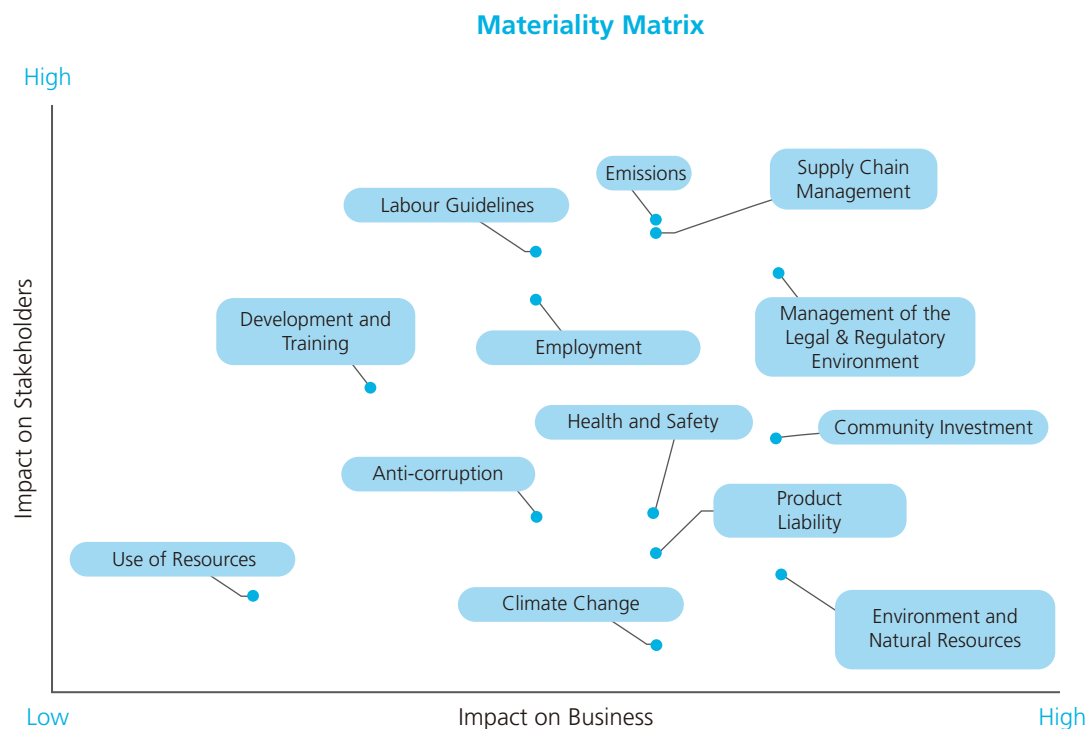 Materiality Matrix
High
Emissions
Supply Chain
Management
Labour Guidelines
Management of the
Legal & Regulatory
Environment
Development and
Training
Employment
Impact on Stakeholders
Health and Safety
Community Investment
Anti-corruption
Product
Liability
Use of Resources
Climate Change
Environment and
Natural Resources
Low
Impact on Business
High